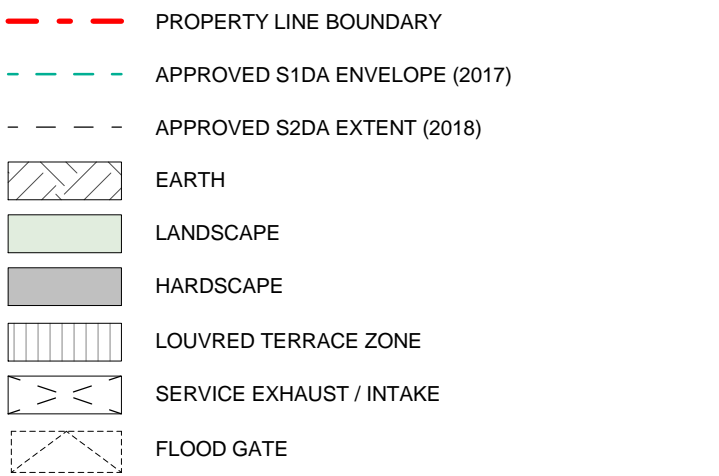 PROPERTY LINE BOUNDARY
APPROVED S1DA ENVELOPE (2017)
APPROVED S2DA EXTENT (2018)
EARTH
LANDSCAPE
HARDSCAPE
LOUVRED TERRACE ZONE
SERVICE EXHAUST / INTAKE
FLOOD GATE